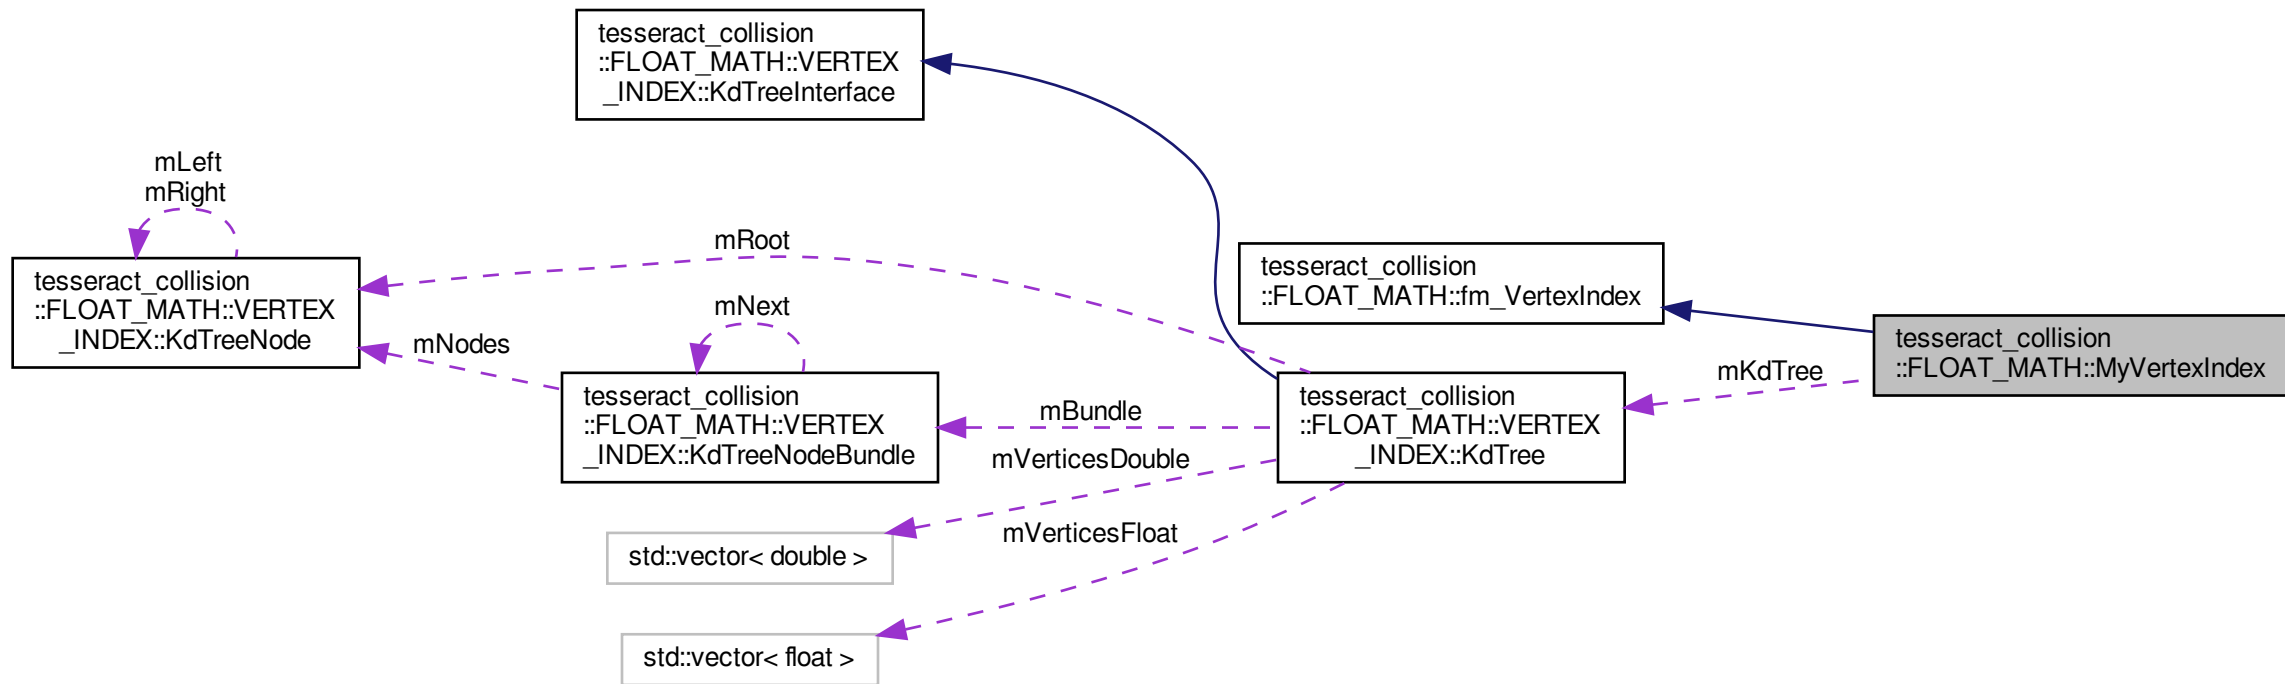 tesseract_collision
::FLOAT_MATH::VERTEX
_INDEX::KdTreeInterface
mLeft
mRight
tesseract_collision
::FLOAT_MATH::VERTEX
_INDEX::KdTreeNode
mRoot
mNext
mNodes
tesseract_collision
::FLOAT_MATH::fm_VertexIndex
tesseract_collision
::FLOAT_MATH::MyVertexIndex
mKdTree
tesseract_collision
::FLOAT_MATH::VERTEX
_INDEX::KdTreeNodeBundle
mBundle
tesseract_collision
::FLOAT_MATH::VERTEX
_INDEX::KdTree
mVerticesDouble
mVerticesFloat
std::vector< double >
std::vector< float >